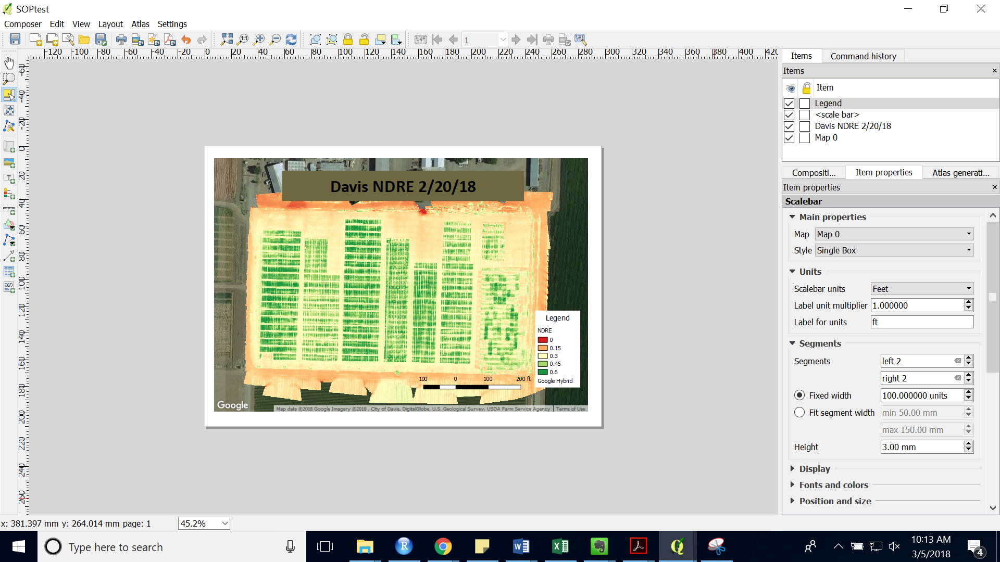 SOPtest
Composer Edit View Layout Atlas Settings
1:1
1
-120 -100 -80 -60 -40 -20 0 20 40 60 80 100 120 140 160 180 200 220 240 260 280 300 320 340 360 380 400 420
-60
-40
-20
0
20
40
60
80
100
120
140
160
180
200
220
240
260
Davis NDRE 2/20/18
Legend
NDRE
0
0.15
0.3
0.45
0.6
Google Hybrid
100 0 100 200 ft
Google
Map data ©2018 Google Imagery ©2018 , City of Davis, DigitalGlobe, U.S. Geological Survey, USDA Farm Service Agency Terms of Use
Items Command history
Items
Item
Legend
<scale bar>
Davis NDRE 2/20/18
Map 0
Compositi... Item properties Atlas generati...
Item properties
Scalebar
Main properties
Map Map 0
Style Single Box
Units
Scalebar units Feet
Label unit multiplier 1.000000
Label for units ft
Segments
Segments left 2
right 2
Fixed width 100.000000 units
Fit segment width min 50.00 mm
max 150.00 mm
Height 3.00 mm
Display
Fonts and colors
Position and size
x: 381.397 mm y: 264.014 mm page: 1 45.2%
Type here to search
10:13 AM
3/5/2018
4